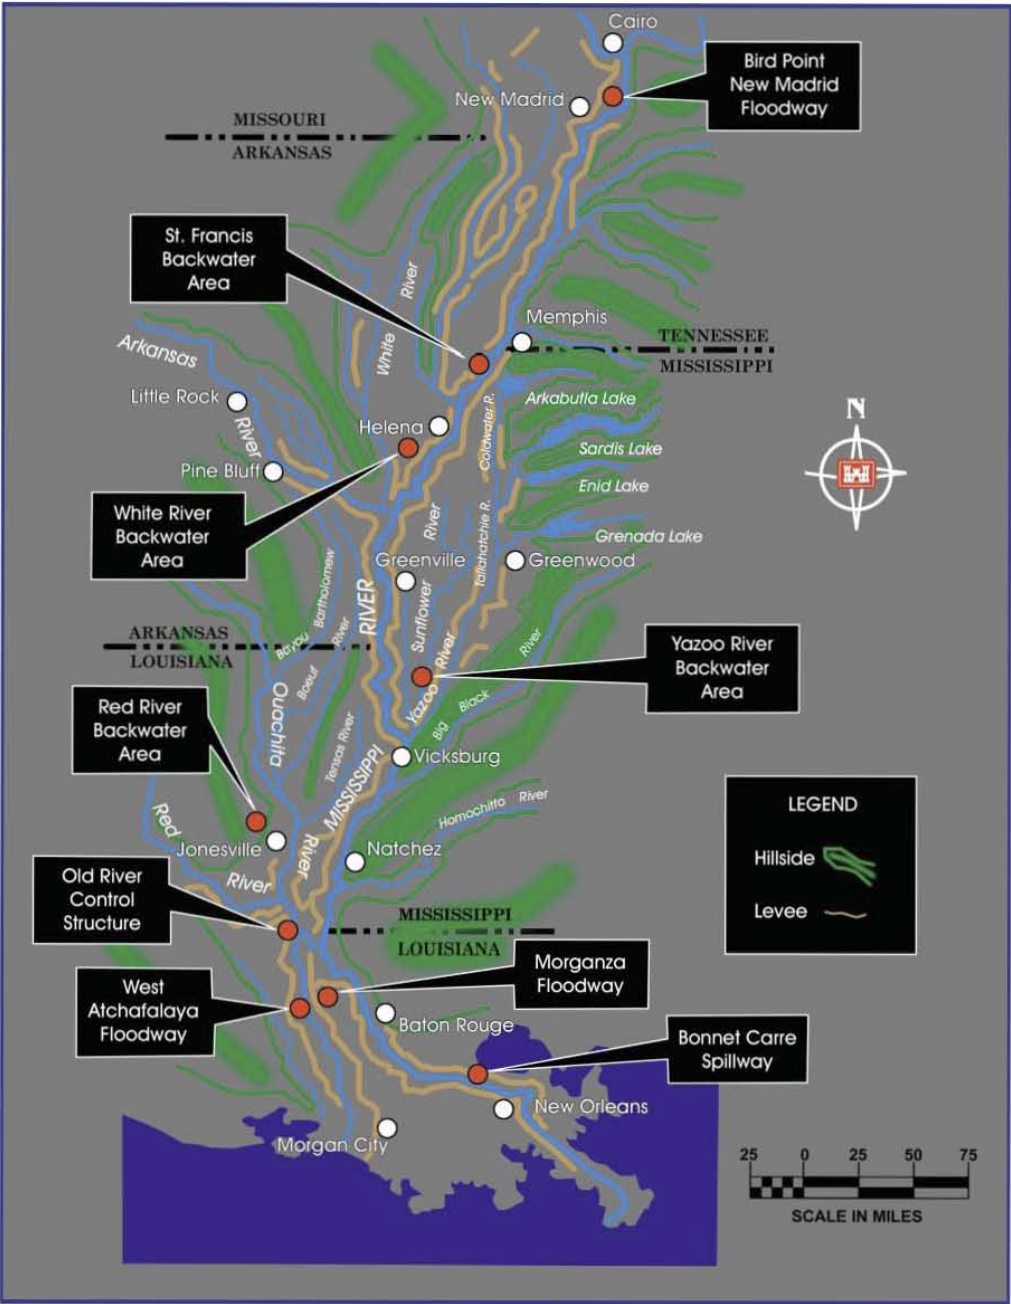 Cairo
Bird Point
New Madrid
Floodway
New Madrid
MISSOURI
ARKANSAS
St. Francis
Backwater
Area
River
White
Memphis
TENNESSEE
MISSISSIPPI
Arkansas
River
Little Rock
Arkabutla Lake
Coldwater R.
Helena
Sardis Lake
Pine Bluff
Enid Lake
N
White River
Backwater
Area
River
Sunflower
Tallahatchie R.
Grenada Lake
Greenville
Greenwood
RIVER
MISSISSIPPI
Bayou Bartholomew
ARKANSAS
LOUISIANA
Boeuf River
River
Yazoo
Yazoo River
Backwater
Area
Big Black River
Ouachita
River
Red River
Backwater
Area
Tensas River
Vicksburg
LEGEND
Hillside
Levee
Homochitto River
Red
River
Jonesville
Natchez
Old River
Control
Structure
MISSISSIPPI
LOUISIANA
Morganza
Floodway
West
Atchafalaya
Floodway
Baton Rouge
Bonnet Carre
Spillway
New Orleans
Morgan City
25 0 25 50 75
SCALE IN MILES